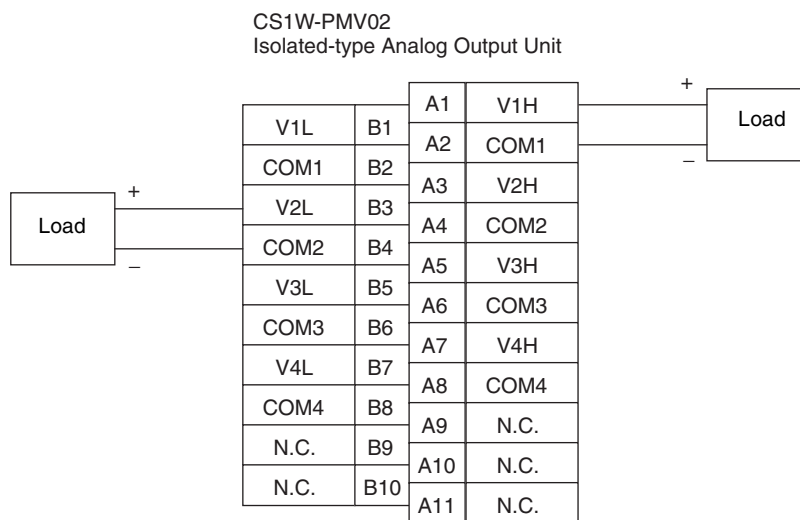 CS1W-PMV02
Isolated-type Analog Output Unit
+
A1 V1H
Load
V1L B1
A2 COM1
–
COM1 B2
A3 V2H
+
Load
V2L B3
A4 COM2
COM2 B4
–
A5 V3H
V3L B5
A6 COM3
COM3 B6
A7 V4H
V4L B7
A8 COM4
COM4 B8
A9 N.C.
N.C. B9
A10 N.C.
N.C. B10
A11 N.C.